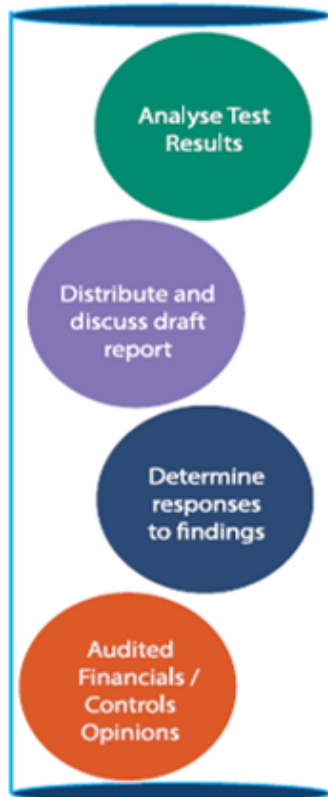 Analyse Test
Results
Distribute and
discuss draft
report
Determine
responses
to findings
Audited
Financials /
Controls
Opinions